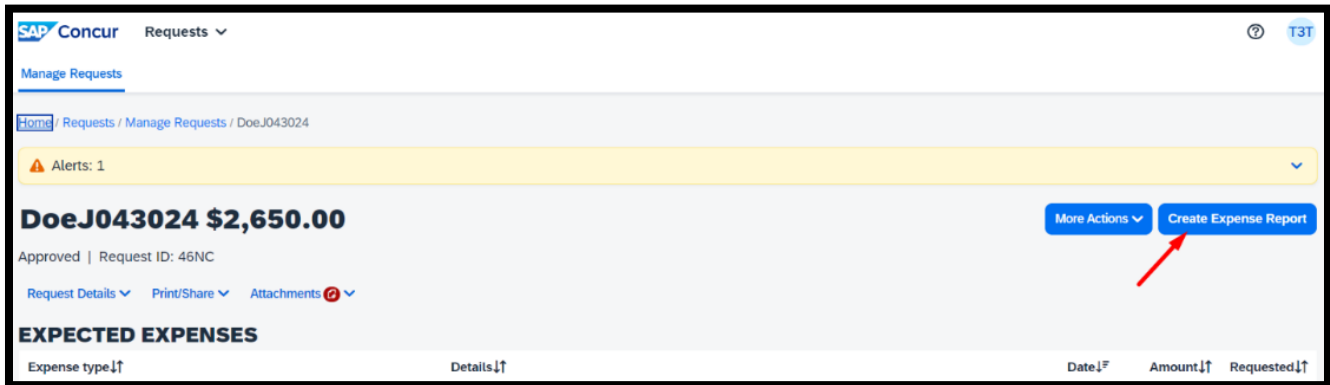 SAP Concur Requests
T3T
Manage Requests
Home / Requests / Manage Requests / DoeJ043024
Alerts: 1
DoeJ043024 $2,650.00
More Actions Create Expense Report
Approved | Request ID: 46NC
Request Details Print/Share Attachments
EXPECTED EXPENSES
Expense type Details Date Amount Requested